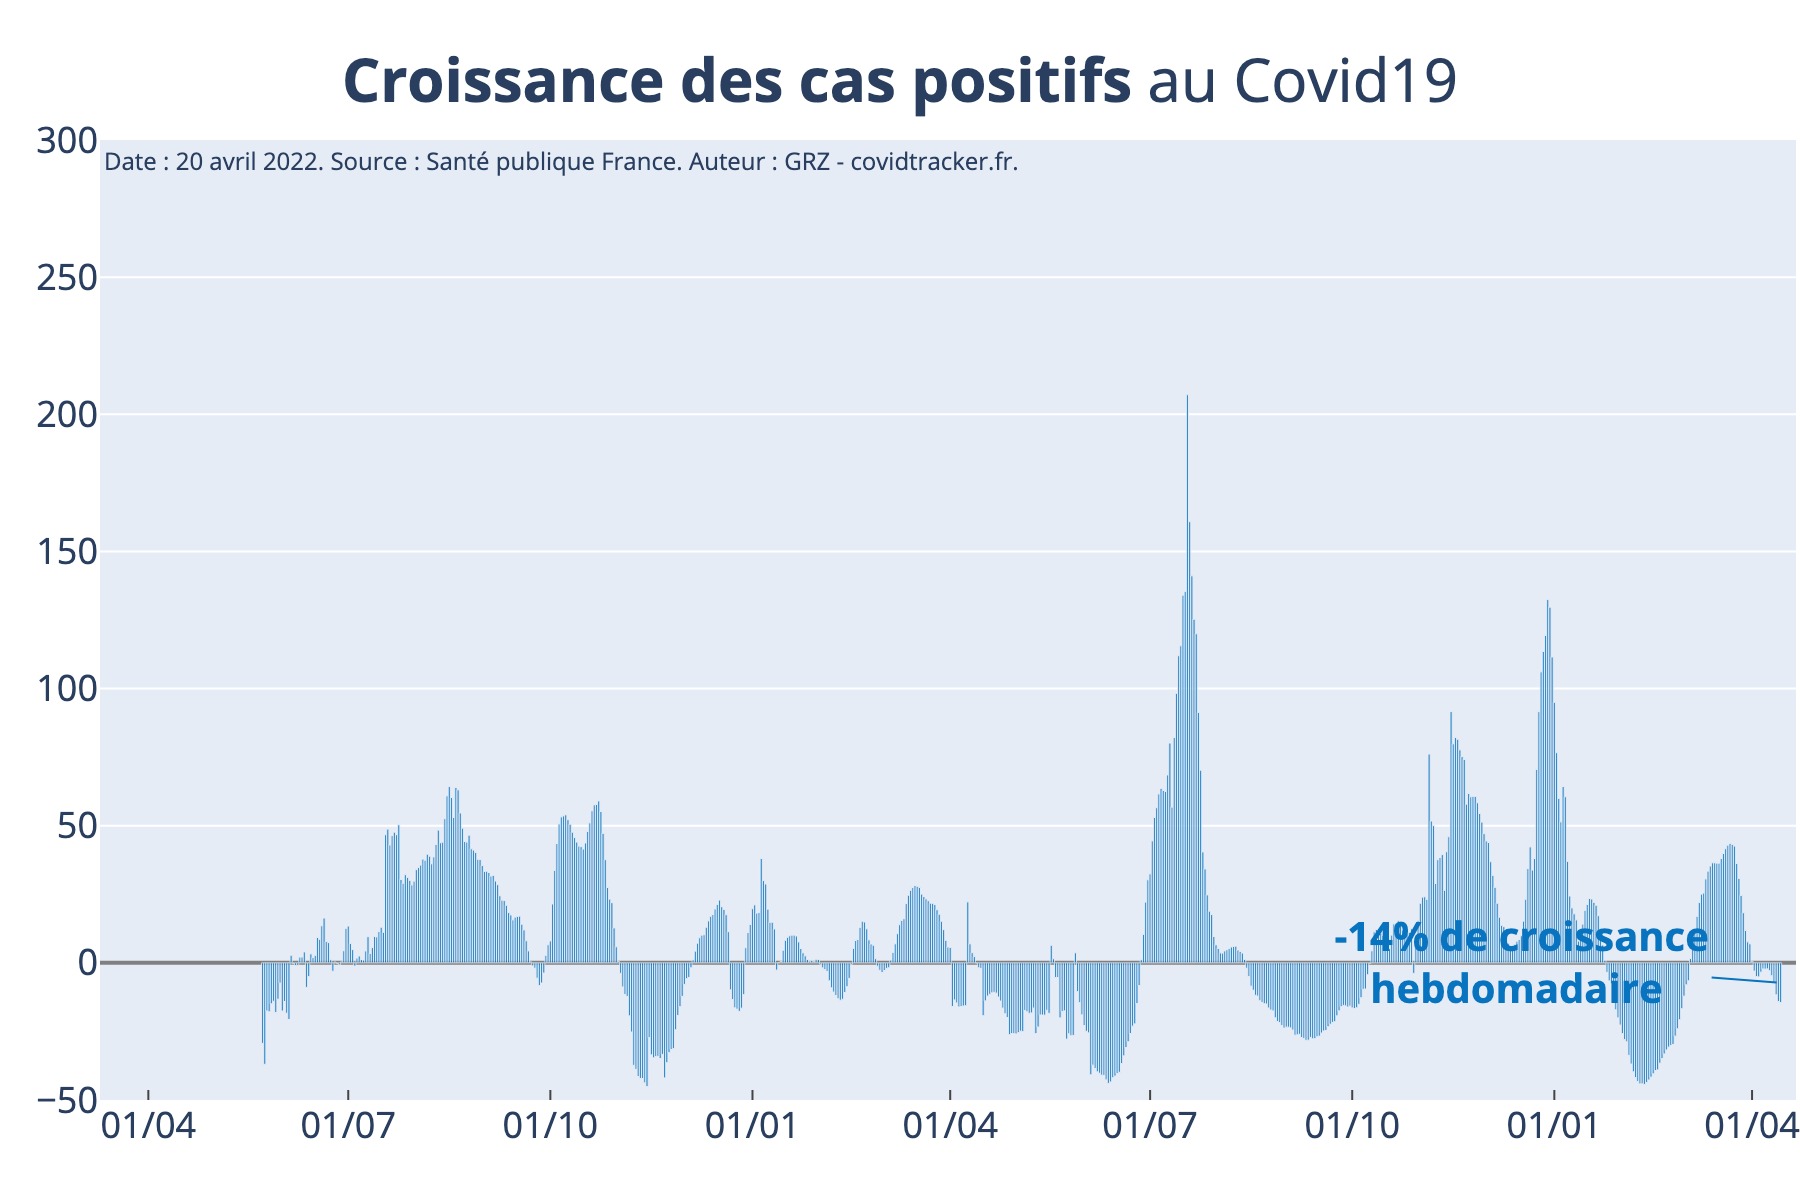 Croissance des cas positifs au Covid19
300
Date : 20 avril 2022. Source : Santé publique France. Auteur : GRZ - covidtracker.fr.
250
200
150
100
50
-14% de croissance
0
hebdomadaire
−50
01/04 01/07 01/10 01/01 01/04 01/07 01/10 01/01 01/04